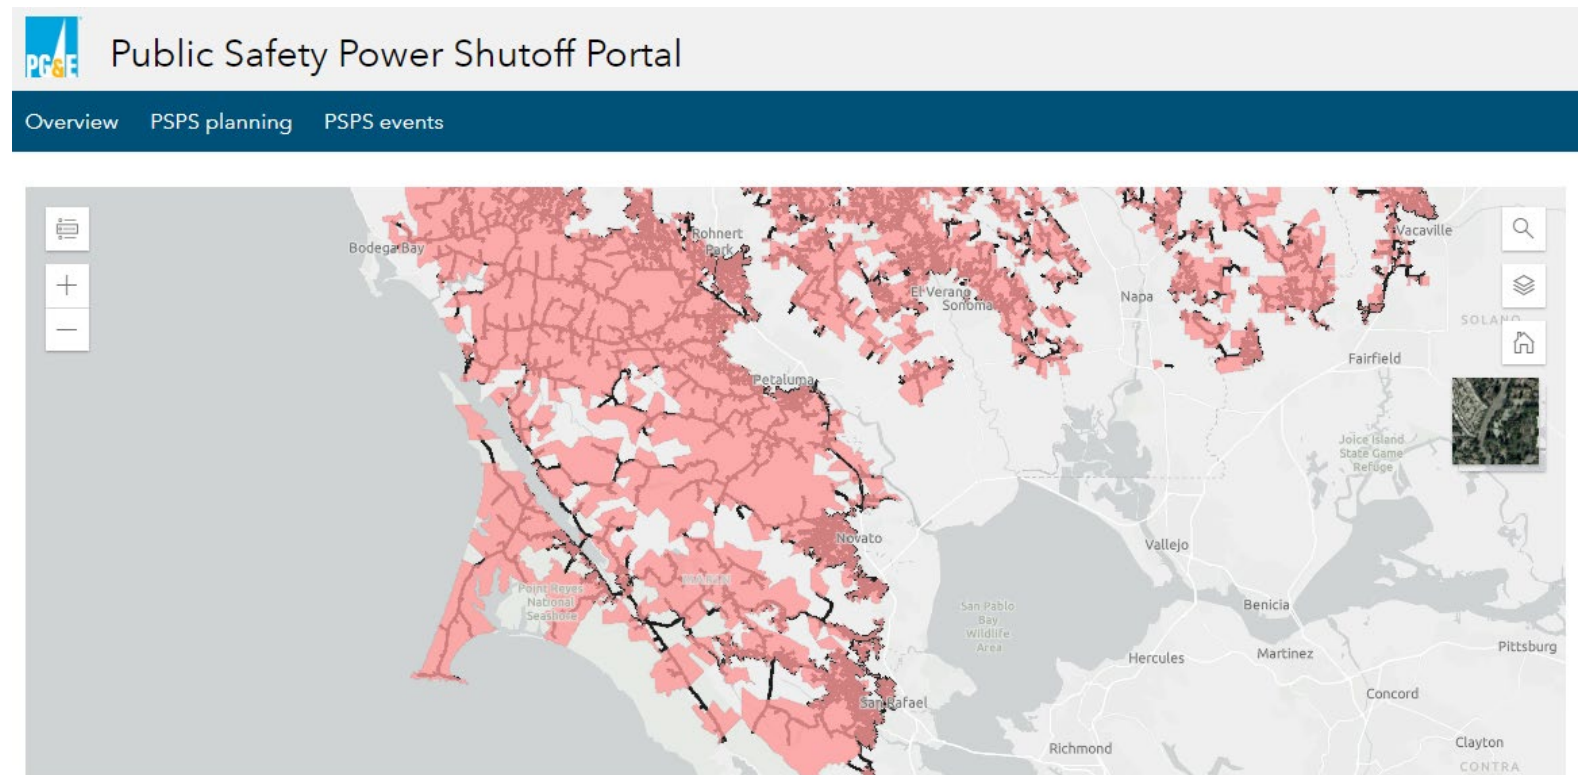 PG&E
Public Safety Power Shutoff Portal
Overview PSPS planning PSPS events
Rohnert
Park
Bodega Bay
Vacaville
El Verano
Sonoma
Napa
SOLANO
Fairfield
Petaluma
Joice Island
State Game
Refuge
Novato
Vallejo
MARIN
Point Reyes
National
Seashore
San Pablo
Bay
Wildlife
Area
Benicia
Hercules
Martinez
Pittsburg
San Rafael
Concord
Richmond
Clayton
CONTRA